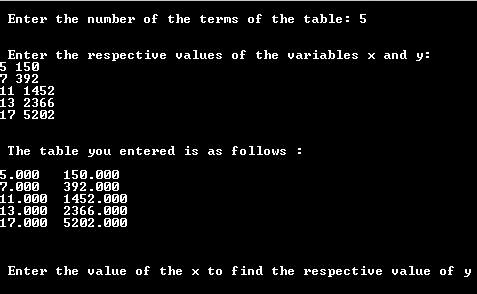 Enter the number of the terms of the table: 5
Enter the respective values of the variables x and y:
5 150
7 392
11 1452
13 2366
17 5202
The table you entered is as follows :
5.000 150.000
7.000 392.000
11.000 1452.000
13.000 2366.000
17.000 5202.000
Enter the value of the x to find the respective value of y